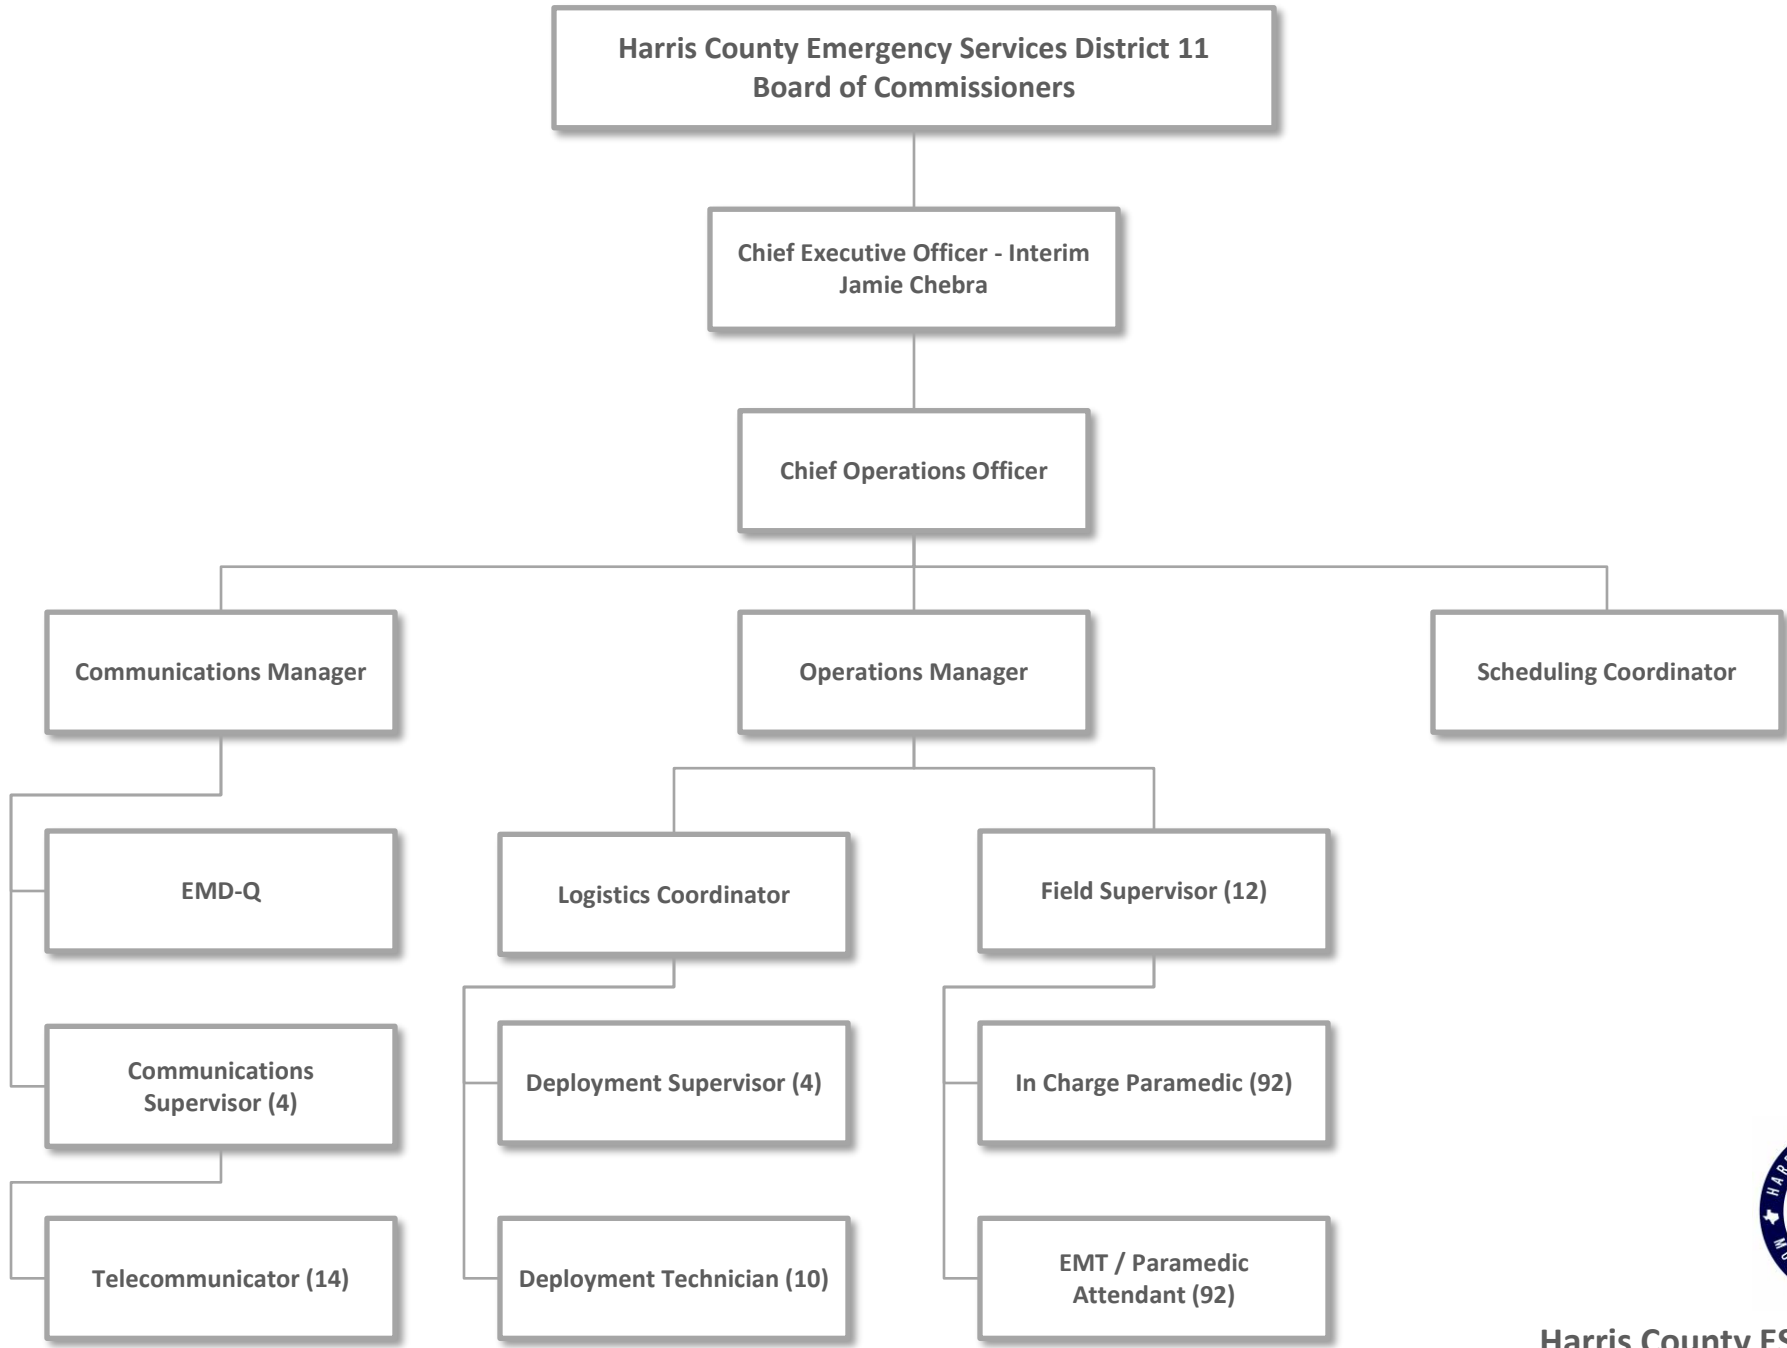 Harris County Emergency Services District 11
Board of Commissioners
Chief Executive Officer - Interim
Jamie Chebra
Chief Operations Officer
Communications Manager
Operations Manager
Scheduling Coordinator
EMD-Q
Logistics Coordinator
Field Supervisor (12)
Communications
Supervisor (4)
Deployment Supervisor (4)
In Charge Paramedic (92)
Telecommunicator (14)
Deployment Technician (10)
EMT / Paramedic
Attendant (92)
Harris County